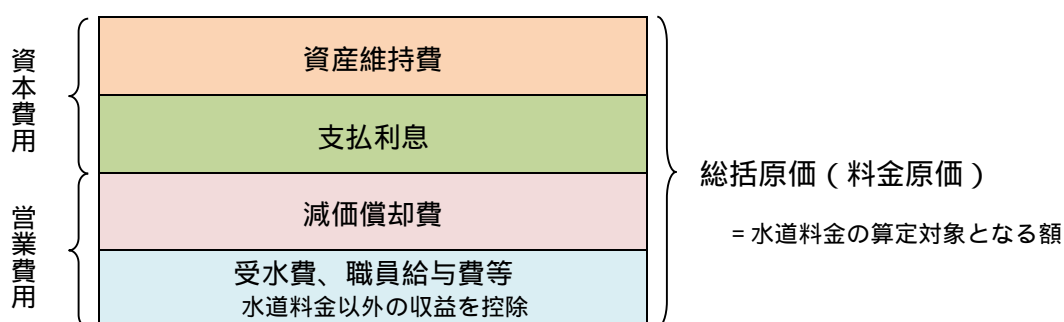 資本費用
資産維持費
支払利息
営業費用
減価償却費
受水費、職員給与費等
水道料金以外の収益を控除
総括原価（料金原価）
=水道料金の算定対象となる額